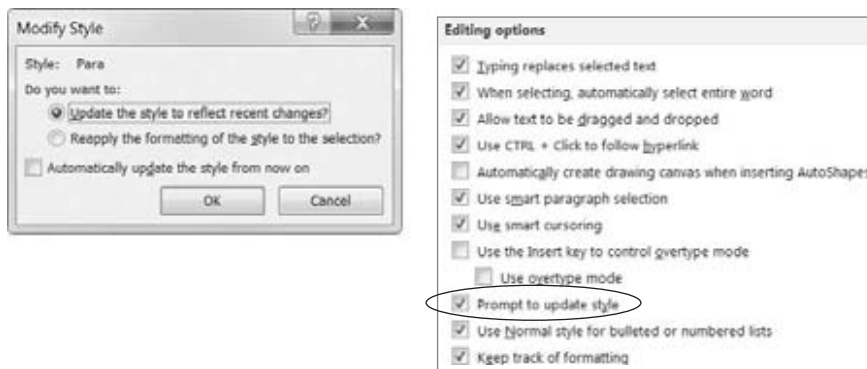 Modify Style
Style: Para
Do you want to:
Update the style to reflect recent changes?
Reapply the formatting of the style to the selection?
Automatically update the style from now on
OK Cancel
Editing options
Typing replaces selected text
When selecting, automatically select entire word
Allow text to be dragged and dropped
Use CTRL + Click to follow hyperlink
Automatically create drawing canvas when inserting AutoShapes
Use smart paragraph selection
Use smart cursoring
Use the Insert key to control overtype mode
Use overtype mode
Prompt to update style
Use Normal style for bulleted or numbered lists
Keep track of formatting